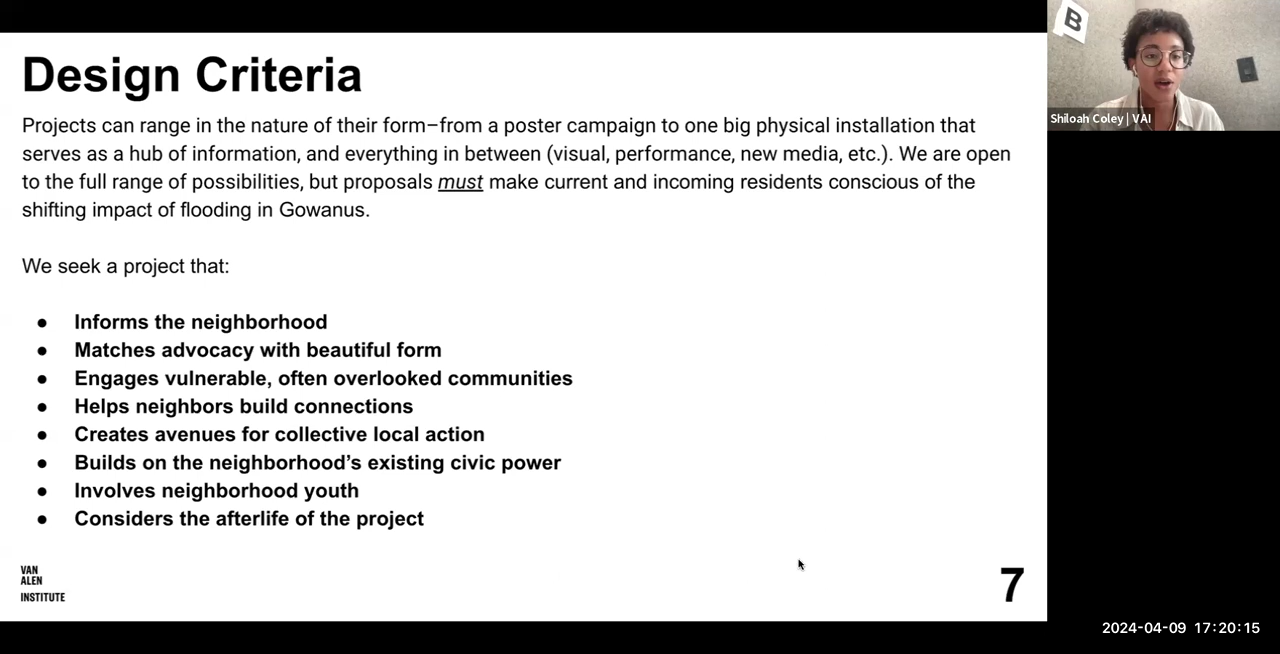 Design Criteria
Projects can range in the nature of their form–from a poster campaign to one big physical installation that
serves as a hub of information, and everything in between (visual, performance, new media, etc.). We are open
to the full range of possibilities, but proposals must make current and incoming residents conscious of the
shifting impact of flooding in Gowanus.
We seek a project that:
● Informs the neighborhood
● Matches advocacy with beautiful form
● Engages vulnerable, often overlooked communities
● Helps neighbors build connections
● Creates avenues for collective local action
● Builds on the neighborhood’s existing civic power
● Involves neighborhood youth
● Considers the afterlife of the project
VAN
ALEN
INSTITUTE
7
B
Shiloah Coley | VAI
2024-04-09 17:20:15